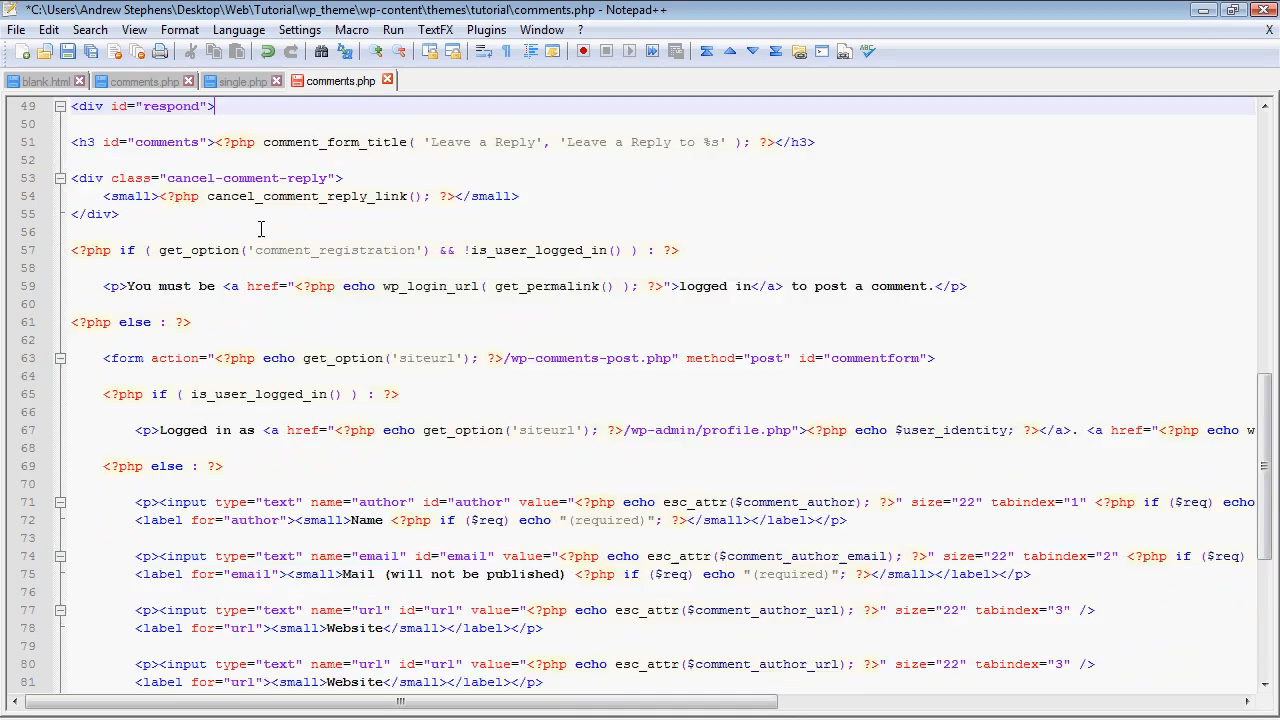 *C:\Users\Andrew Stephens\Desktop\Web\Tutorial\wp_theme\wp-content\themes\tutorial\comments.php - Notepad++
File Edit Search View Format Language Settings Macro Run TextFX Plugins Window ? X
blank.html comments.php single.php comments.php
49 <div id="respond">
50
51 <h3 id="comments"><?php comment_form_title( 'Leave a Reply', 'Leave a Reply to %s' ); ?></h3>
52
53 <div class="cancel-comment-reply">
54 <small><?php cancel_comment_reply_link(); ?></small>
55 </div>
56
57 <?php if ( get_option('comment_registration') && !is_user_logged_in() ) : ?>
58
59 <p>You must be <a href="<?php echo wp_login_url( get_permalink() ); ?>">logged in</a> to post a comment.</p>
60
61 <?php else : ?>
62
63 <form action="<?php echo get_option('siteurl'); ?>/wp-comments-post.php" method="post" id="commentform">
64
65 <?php if ( is_user_logged_in() ) : ?>
66
67 <p>Logged in as <a href="<?php echo get_option('siteurl'); ?>/wp-admin/profile.php"><?php echo $user_identity; ?></a>. <a href="<?php echo w
68
69 <?php else : ?>
70
71 <p><input type="text" name="author" id="author" value="<?php echo esc_attr($comment_author); ?>" size="22" tabindex="1" <?php if ($req) echo
72 <label for="author"><small>Name <?php if ($req) echo "(required)"; ?></small></label></p>
73
74 <p><input type="text" name="email" id="email" value="<?php echo esc_attr($comment_author_email); ?>" size="22" tabindex="2" <?php if ($req)
75 <label for="email"><small>Mail (will not be published) <?php if ($req) echo "(required)"; ?></small></label></p>
76
77 <p><input type="text" name="url" id="url" value="<?php echo esc_attr($comment_author_url); ?>" size="22" tabindex="3" />
78 <label for="url"><small>Website</small></label></p>
79
80 <p><input type="text" name="url" id="url" value="<?php echo esc_attr($comment_author_url); ?>" size="22" tabindex="3" />
81 <label for="url"><small>Website</small></label></p>